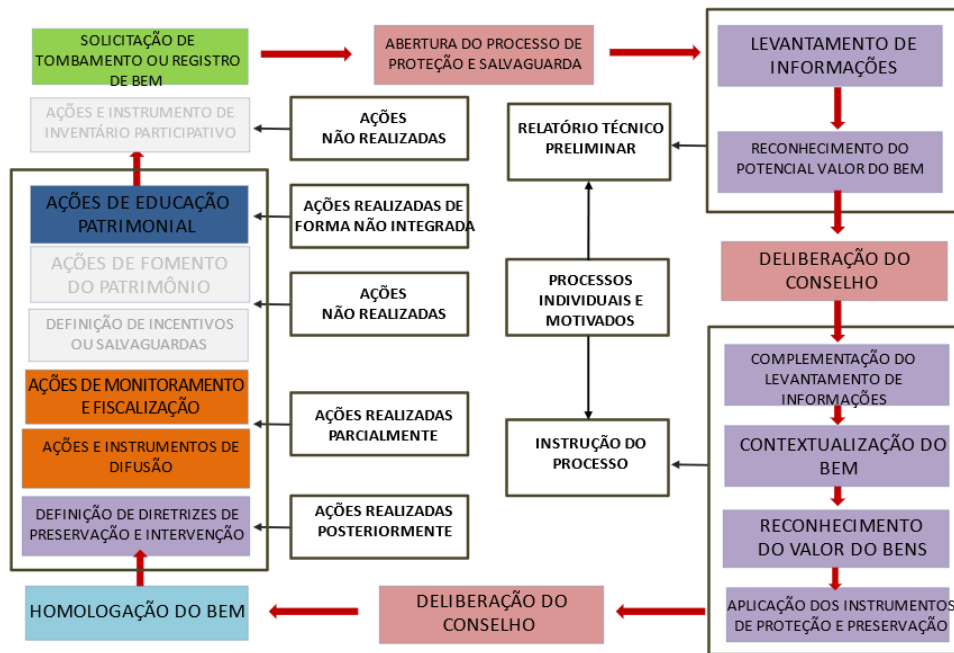 SOLICITAÇÃO DE
TOMBAMENTO OU REGISTRO
DE BEM
ABERTURA DO PROCESSO DE
PROTEÇÃO E SALVAGUARDA
LEVANTAMENTO DE
INFORMAÇÕES
RECONHECIMENTO DO
POTENCIAL VALOR DO BEM
AÇÕES E INSTRUMENTO DE
INVENTÁRIO PARTICIPATIVO
AÇÕES
NÃO REALIZADAS
RELATÓRIO TÉCNICO
PRELIMINAR
AÇÕES DE EDUCAÇÃO
PATRIMONIAL
AÇÕES REALIZADAS DE
FORMA NÃO INTEGRADA
AÇÕES DE FOMENTO
DO PATRIMÔNIO
AÇÕES
NÃO REALIZADAS
PROCESSOS
INDIVIDUAIS E
MOTIVADOS
DELIBERAÇÃO DO
CONSELHO
DEFINIÇÃO DE INCENTIVOS
OU SALVAGUARDAS
AÇÕES DE MONITORAMENTO
E FISCALIZAÇÃO
AÇÕES REALIZADAS
PARCIALMENTE
COMPLEMENTAÇÃO DO
LEVANTAMENTO DE
INFORMAÇÕES
AÇÕES E INSTRUMENTOS DE
DIFUSÃO
INSTRUÇÃO DO
PROCESSO
CONTEXTUALIZAÇÃO DO
BEM
DEFINIÇÃO DE DIRETRIZES DE
PRESERVAÇÃO E INTERVENÇÃO
AÇÕES REALIZADAS
POSTERIORMENTE
RECONHECIMENTO
DO VALOR DO BENS
HOMOLOGAÇÃO DO BEM
DELIBERAÇÃO DO
CONSELHO
APLICAÇÃO DOS INSTRUMENTOS
DE PROTEÇÃO E PRESERVAÇÃO